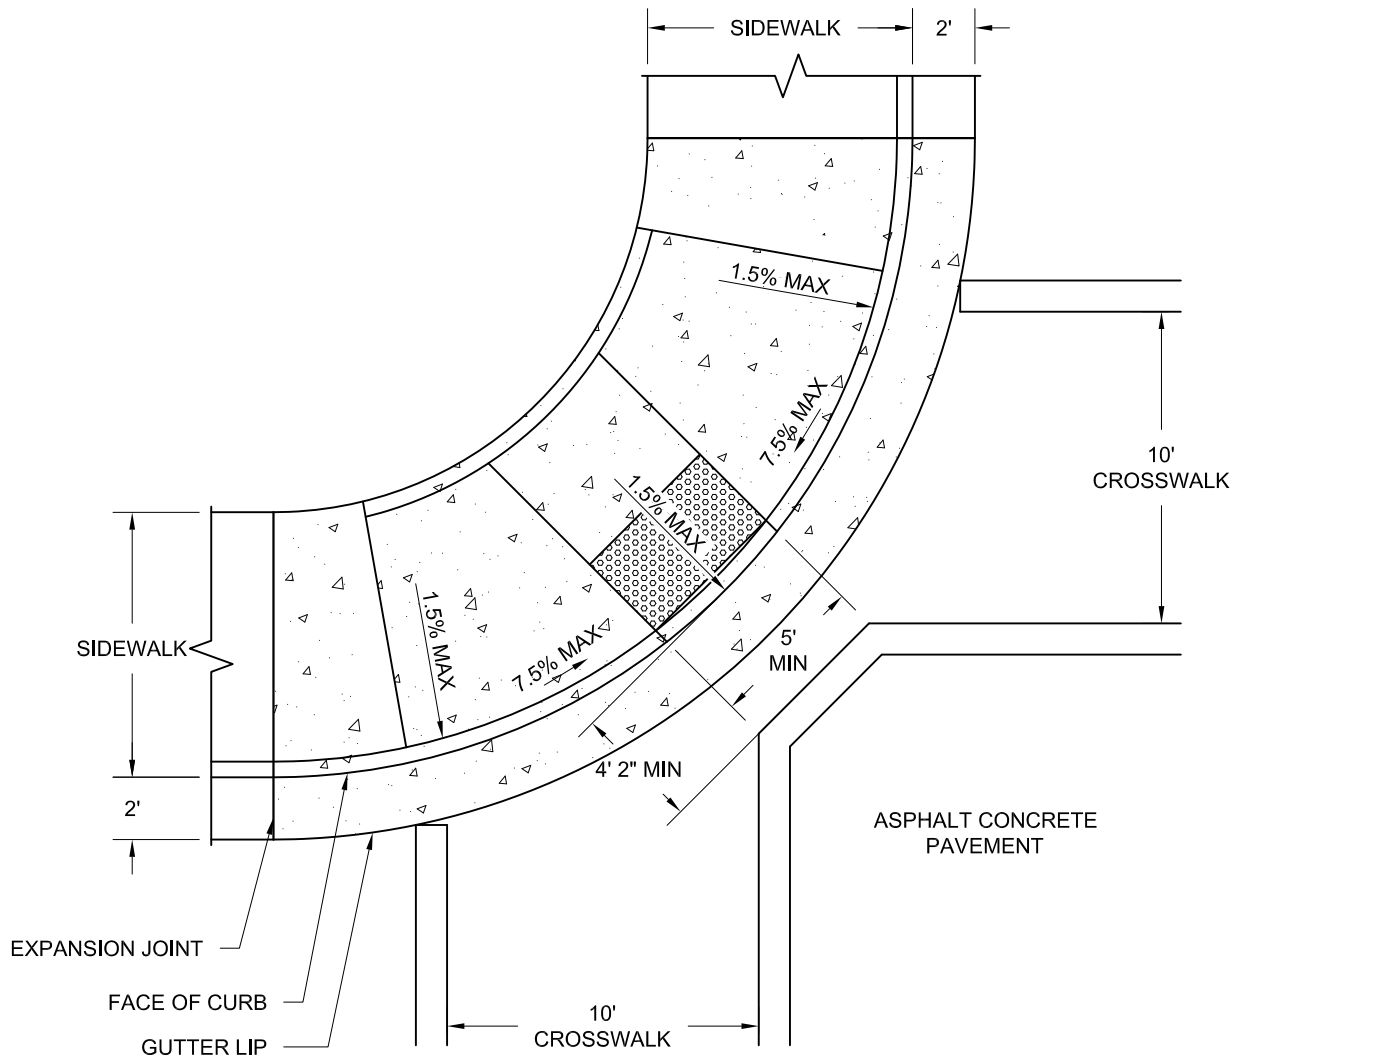 SIDEWALK
2'
1.5% MAX
7.5% MAX
10'
CROSSWALK
1.5% MAX
1.5% MAX
7.5% MAX
SIDEWALK
5'
MIN
4' 2" MIN
2'
ASPHALT CONCRETE
PAVEMENT
EXPANSION JOINT
FACE OF CURB
GUTTER LIP
10'
CROSSWALK